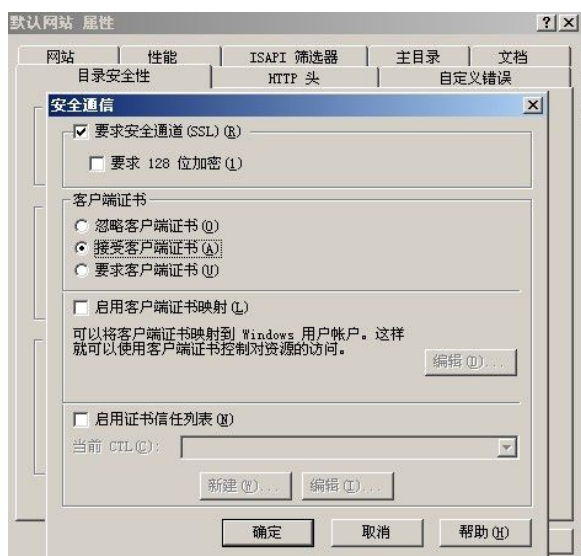 默认网站 属性
网站 性能 ISAPI 筛选器 主目录 文档
目录安全性 HTTP 头 自定义错误
安全通信
要求安全通道(SSL)(R)
要求 128 位加密(1)
客户端证书
忽略客户端证书(O)
接受客户端证书(A)
要求客户端证书(U)
启用客户端证书映射(L)
可以将客户端证书映射到 Windows 用户帐户。这样
就可以使用客户端证书控制对资源的访问。
编辑(D)...
启用证书信任列表(N)
当前 CTL(C):
新建(W)... 编辑(I)...
确定 取消 帮助(H)